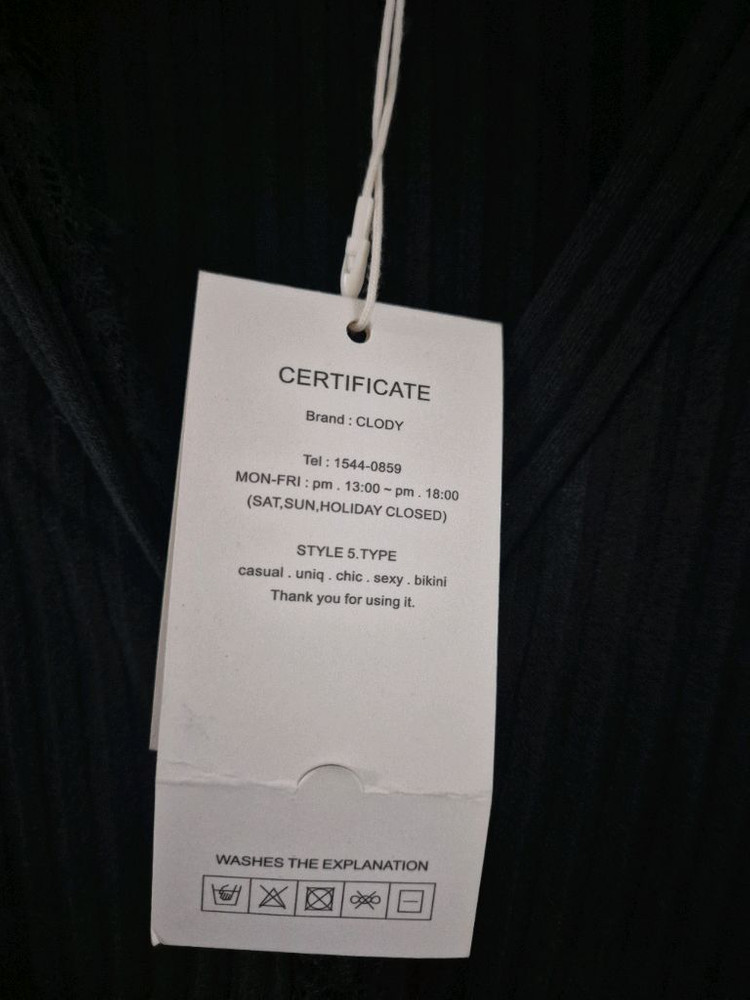 CERTIFICATE
Brand : CLODY
Tel : 1544-0859
MON-FRI : pm . 13:00 ~ pm . 18:00
(SAT,SUN,HOLIDAY CLOSED)
STYLE 5.TYPE
casual . uniq . chic . sexy . bikini
Thank you for using it.
WASHES THE EXPLANATION